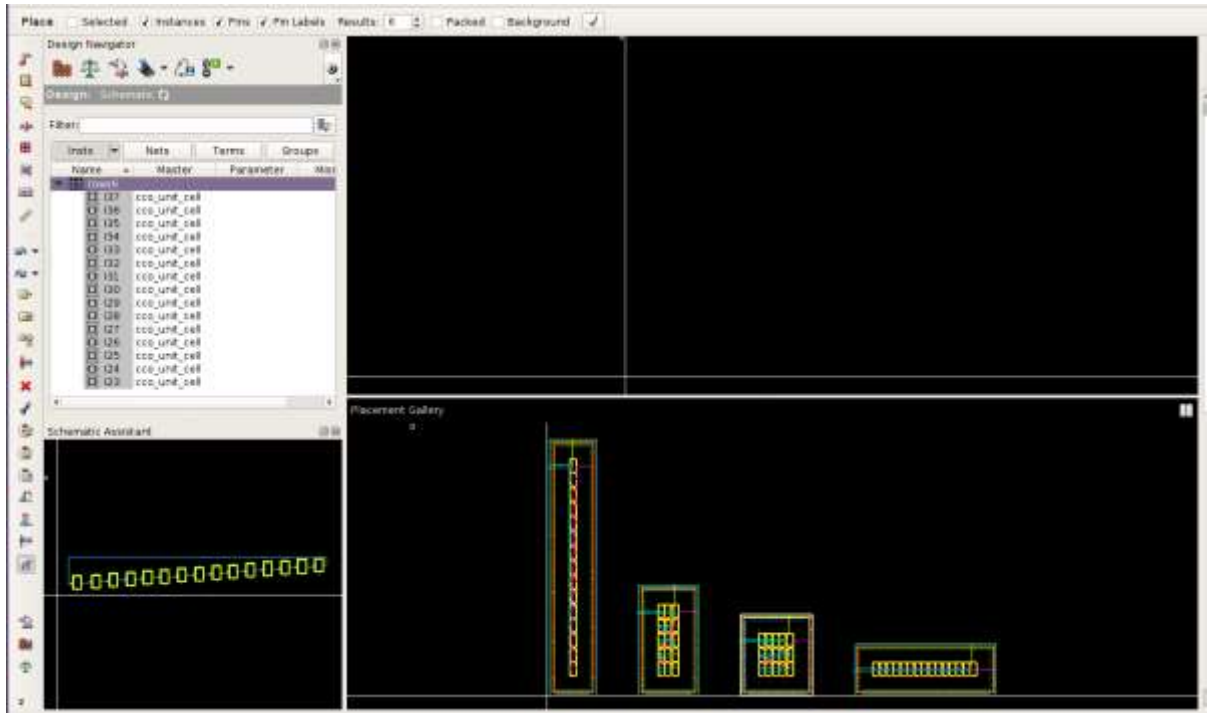 Place Selected Instances Pins Pin Labels Results: 6 Packed Background
Design Navigator
Design: Schematic
Filter:
Insts Nets Terms Groups
Name Master Parameter
I37 cco_unit_cell
I36 cco_unit_cell
I35 cco_unit_cell
I34 cco_unit_cell
I33 cco_unit_cell
I32 cco_unit_cell
I31 cco_unit_cell
I30 cco_unit_cell
I29 cco_unit_cell
I28 cco_unit_cell
I27 cco_unit_cell
I26 cco_unit_cell
I25 cco_unit_cell
I24 cco_unit_cell
I23 cco_unit_cell
Schematic Assistant
Placement Gallery